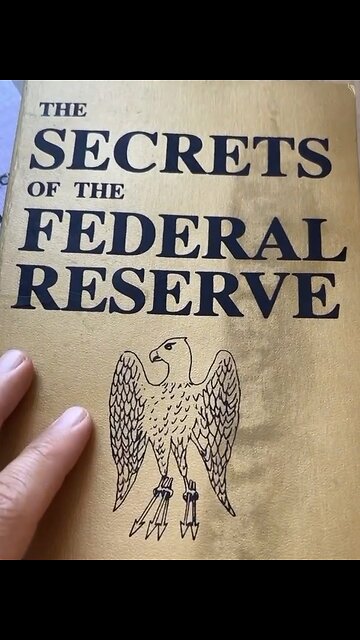 THE
SECRETS
OF THE
FEDERAL
RESERVE